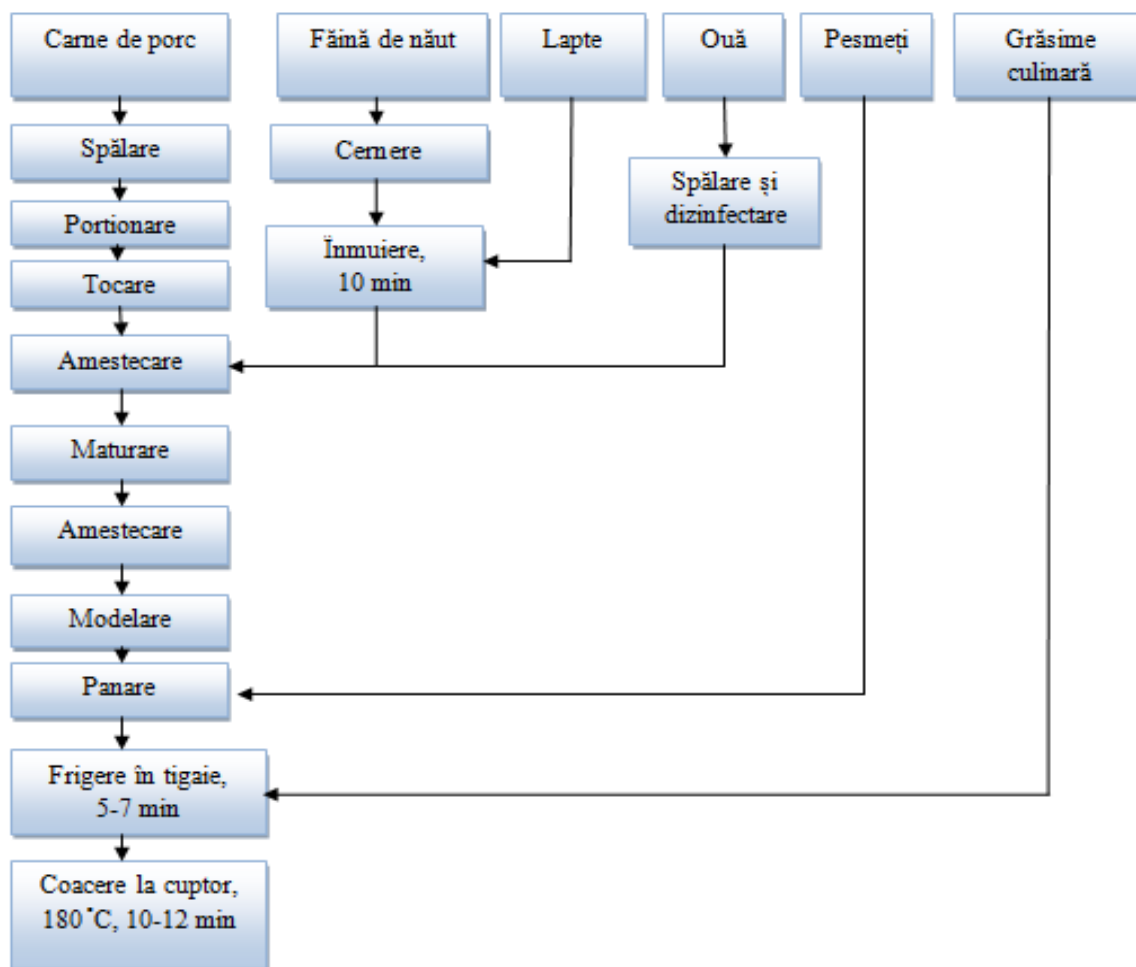 Carne de porc
Făină de năut
Lapte
Ouă
Pesmeți
Grăsime
culinară
Spălare
Cernere
Spălare și
dizinfectare
Portionare
Înmuiere,
10 min
Tocare
Amestecare
Maturare
Amestecare
Modelare
Panare
Frigere în tigaie,
5-7 min
Coacere la cuptor,
180˚C, 10-12 min